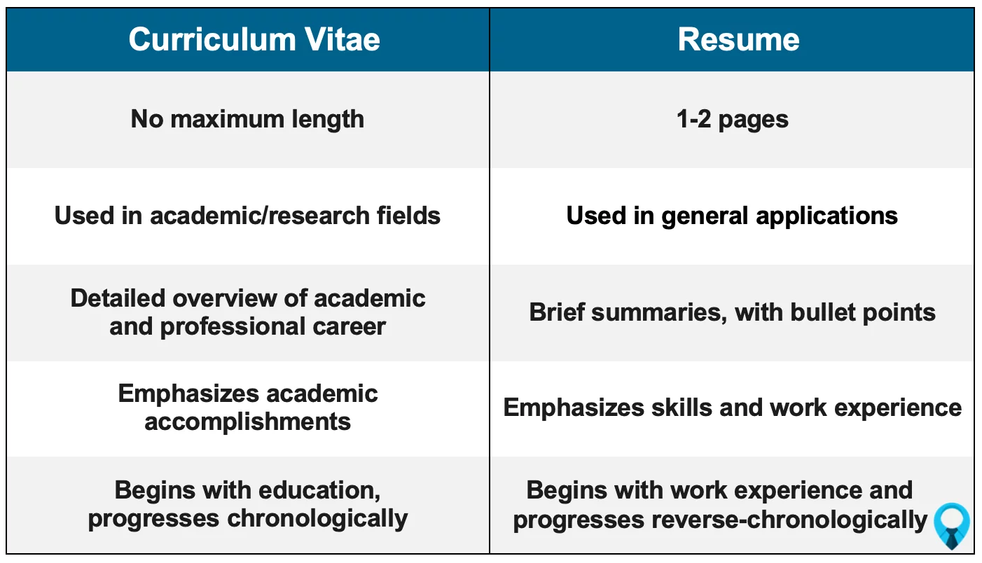 Curriculum Vitae
Resume
No maximum length
1-2 pages
Used in academic/research fields
Used in general applications
Detailed overview of academic
and professional career
Brief summaries, with bullet points
Emphasizes academic
accomplishments
Emphasizes skills and work experience
Begins with education,
progresses chronologically
Begins with work experience and
progresses reverse-chronologically